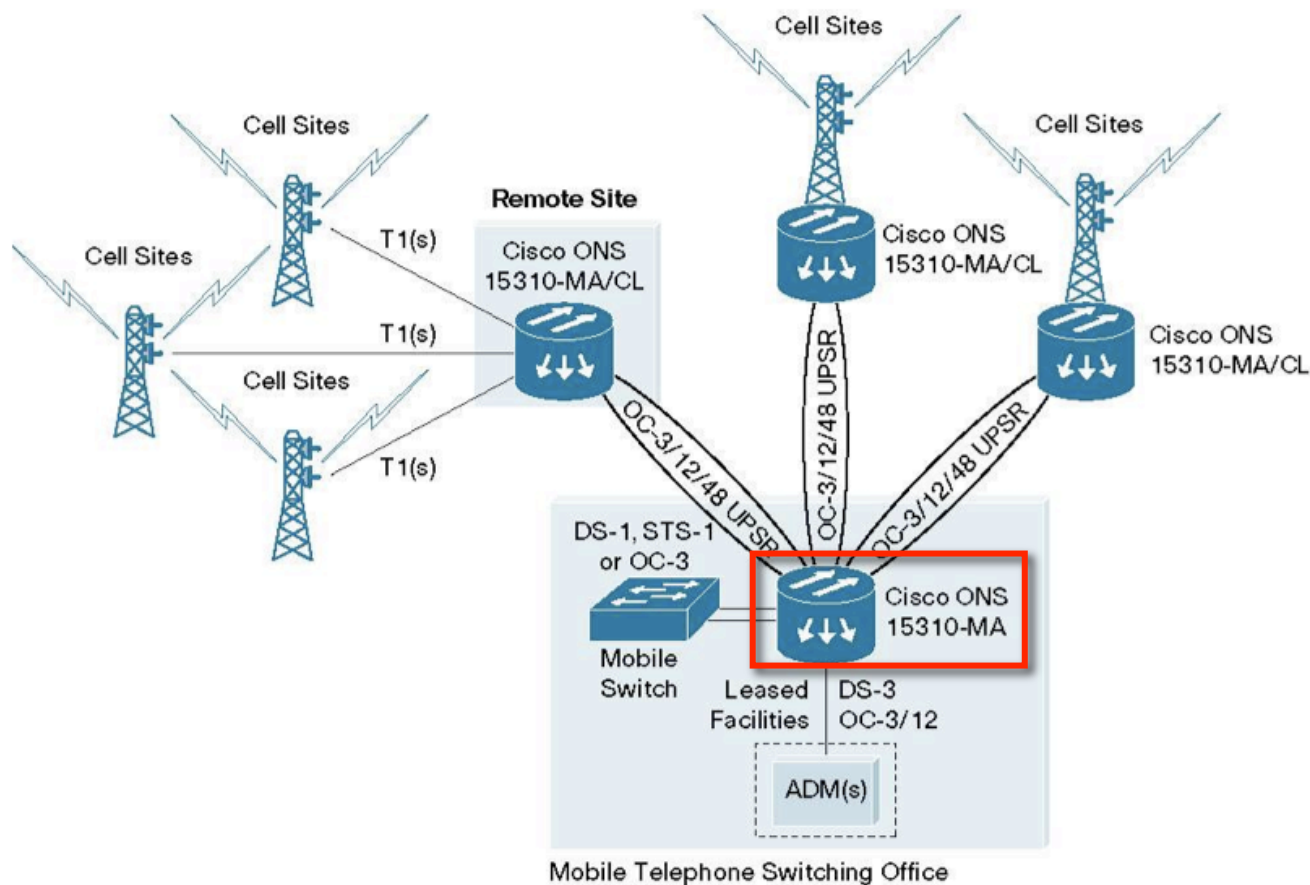 Cell Sites
Cell Sites
Cell Sites
Remote Site
Cisco ONS
15310-MA/CL
Cisco ONS
15310-MA/CL
Cell Sites
T1(s)
T1(s)
Cisco ONS
15310-MA/CL
Cell Sites
T1(s)
OC-3/12/48 UPSR
OC-3/12/48 UPSR
OC-3/12/48 UPSR
DS-1, STS-1
or OC-3
Cisco ONS
15310-MA
Mobile
Switch
Leased
Facilities
DS-3
OC-3/12
ADM(s)
Mobile Telephone Switching Office